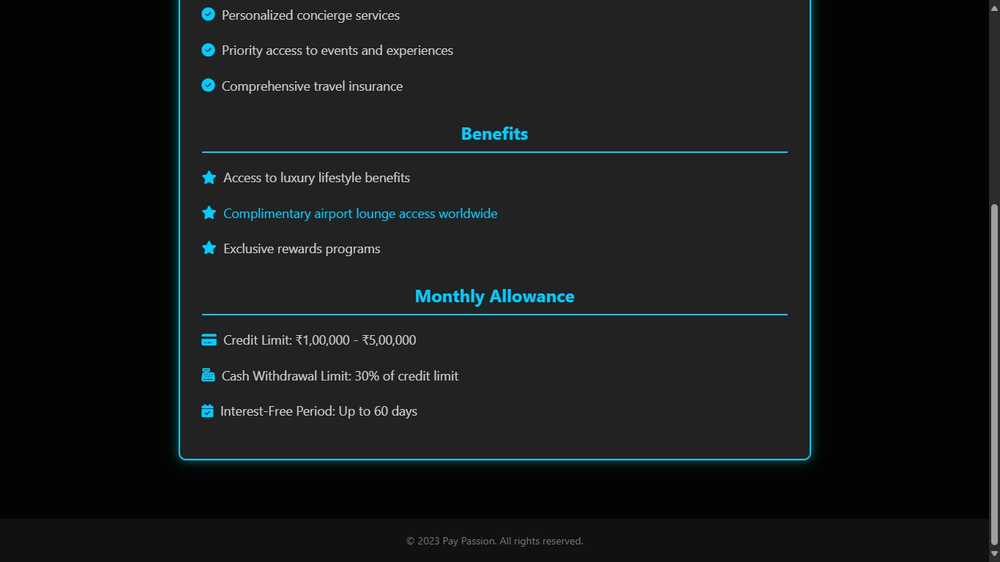 Personalized concierge services
Priority access to events and experiences
Comprehensive travel insurance
Benefits
Access to luxury lifestyle benefits
Complimentary airport lounge access worldwide
Exclusive rewards programs
Monthly Allowance
Credit Limit: ₹1,00,000 - ₹5,00,000
Cash Withdrawal Limit: 30% of credit limit
Interest-Free Period: Up to 60 days
© 2023 Pay Passion. All rights reserved.